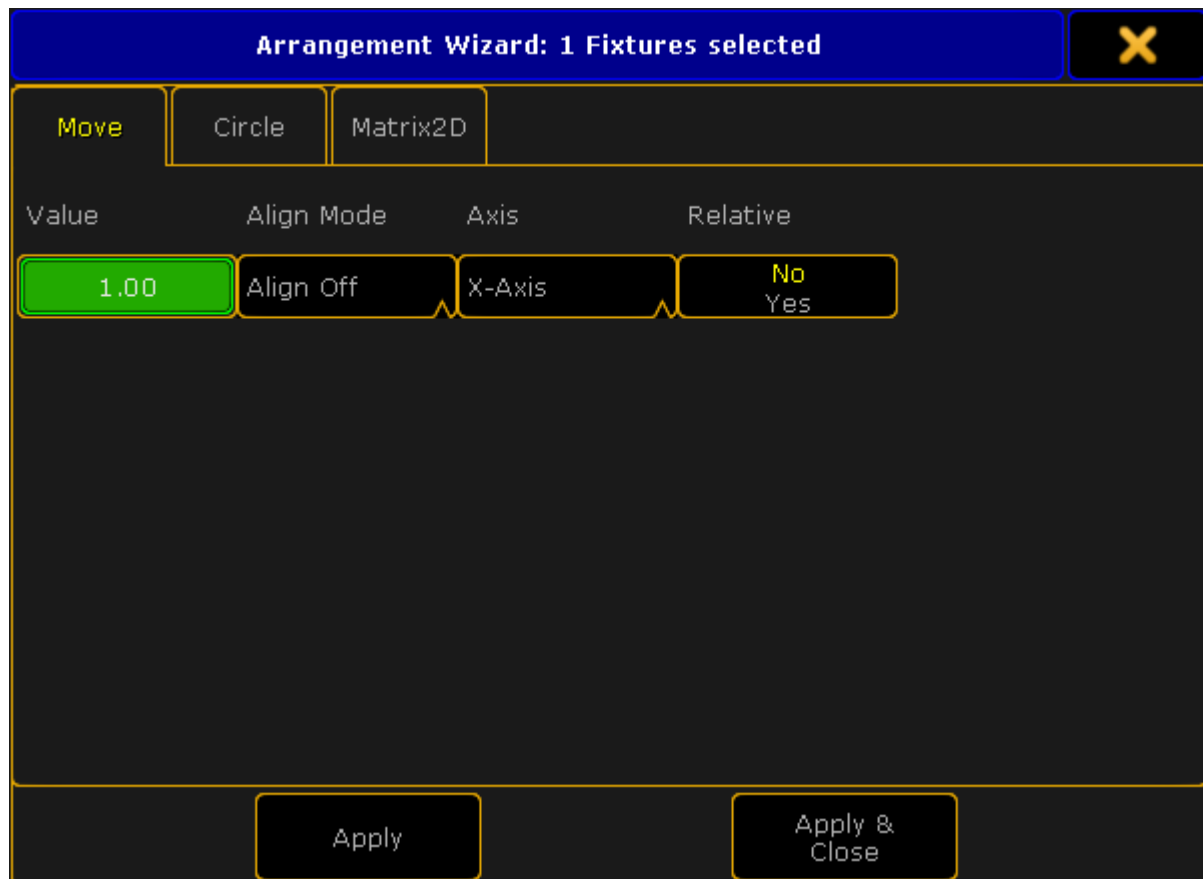 Arrangement Wizard: 1 Fixtures selected
Move Circle Matrix2D
Value Align Mode Axis Relative
1.00 Align Off X-Axis No
Yes
Apply Apply &
Close